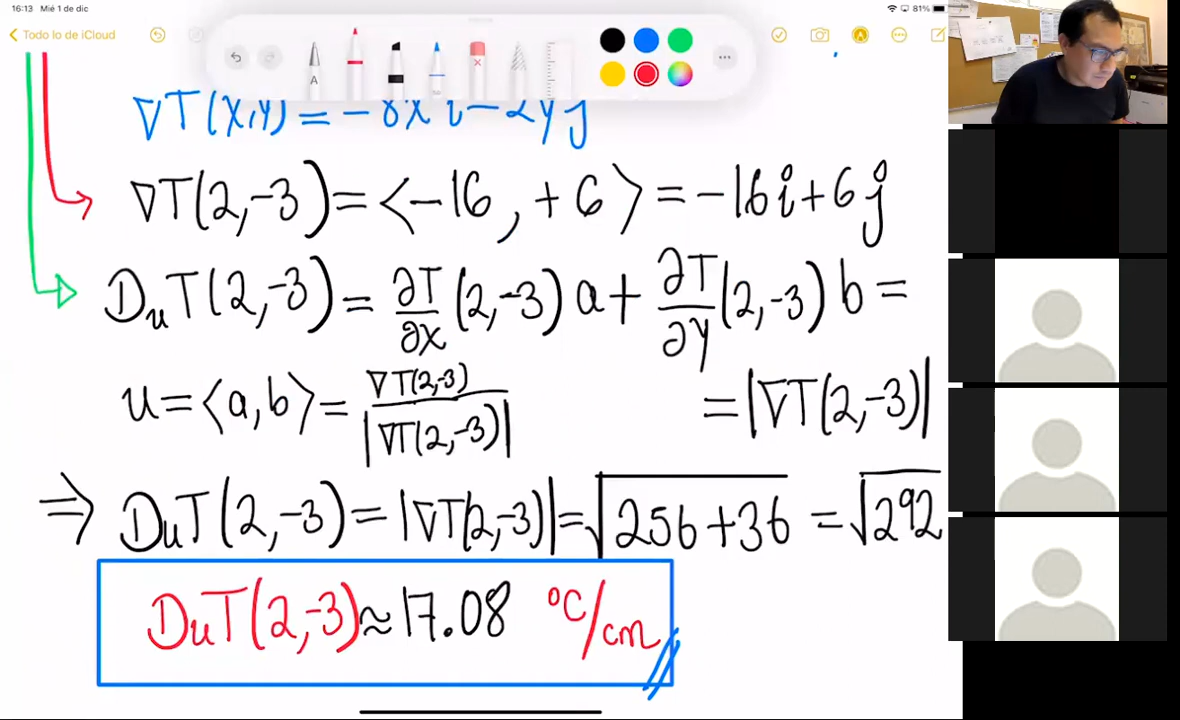 16:13 Mié 1 de dic
81%
Todo lo de iCloud
A
∇T(x,y) = -8x i - 2y j
∇T(2,-3) = ⟨-16, +6⟩ = -16i + 6j
DuT(2,-3) = ∂T/∂x (2,-3) a + ∂T/∂y (2,-3) b =
u = ⟨a,b⟩ = ∇T(2,-3) / |∇T(2,-3)|
= |∇T(2,-3)|
⇒ DuT(2,-3) = |∇T(2,-3)| = √256+36 = √292
DuT(2,-3) ≈ 17.08 °C/cm